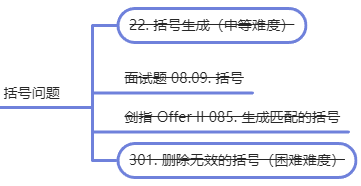 22. 括号生成（中等难度）
面试题 08.09. 括号
括号问题
剑指 Offer II 085. 生成匹配的括号
301. 删除无效的括号（困难难度）